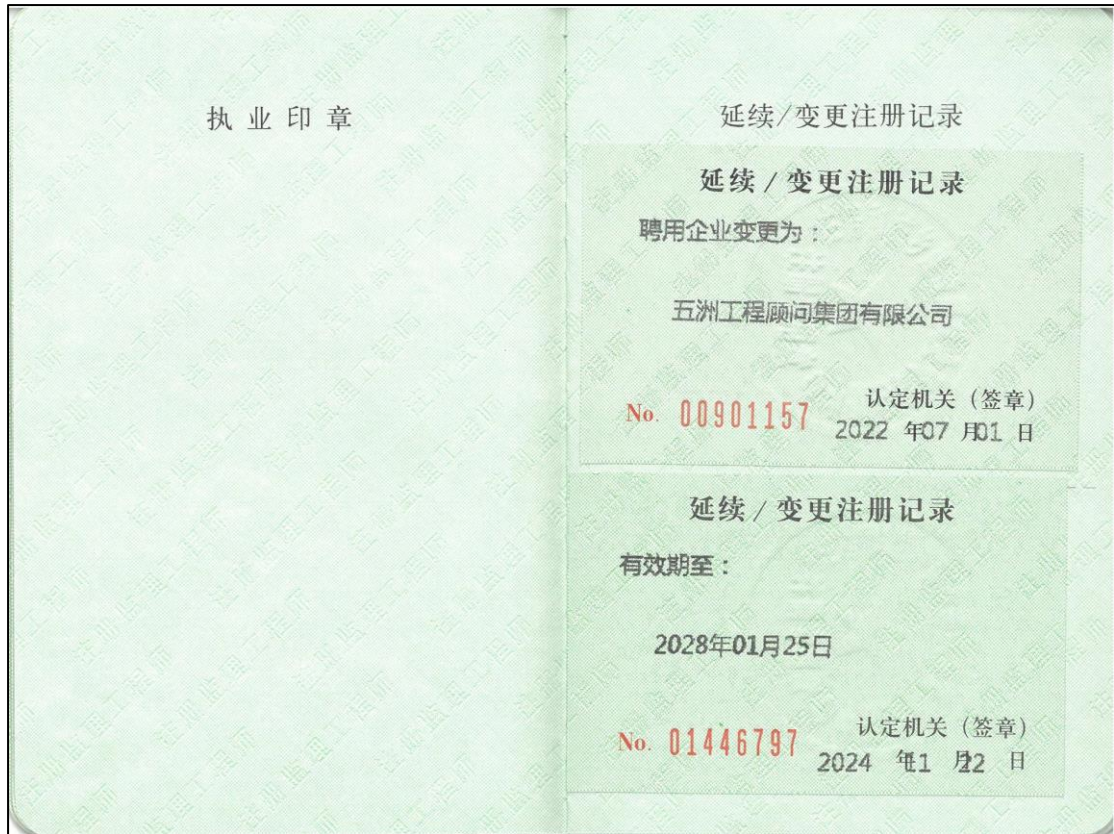 执业印章
延续/变更注册记录
延续/变更注册记录
聘用企业变更为：
五洲工程顾问集团有限公司
认定机关（签章）
No. 00901157
2022 年07 月01 日
延续/变更注册记录
有效期至：
2028年01月25日
认定机关（签章）
No. 01446797
2024 年11 月22 日